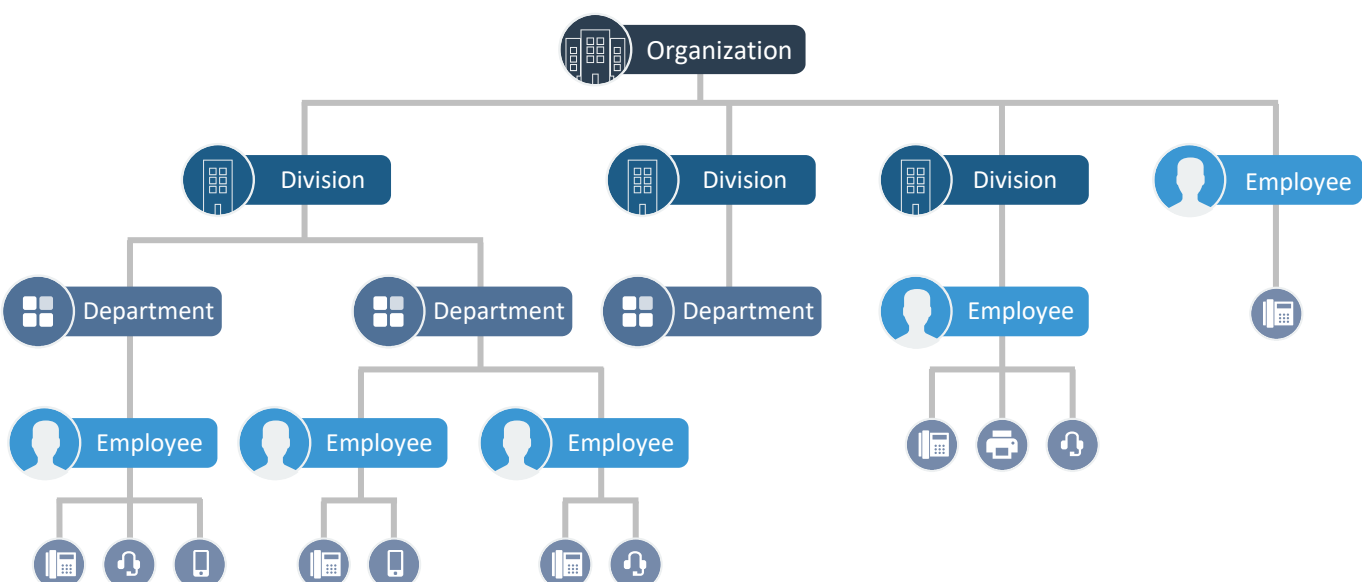 Organization
Division
Division
Division
Employee
Department
Department
Department
Employee
Employee
Employee
Employee